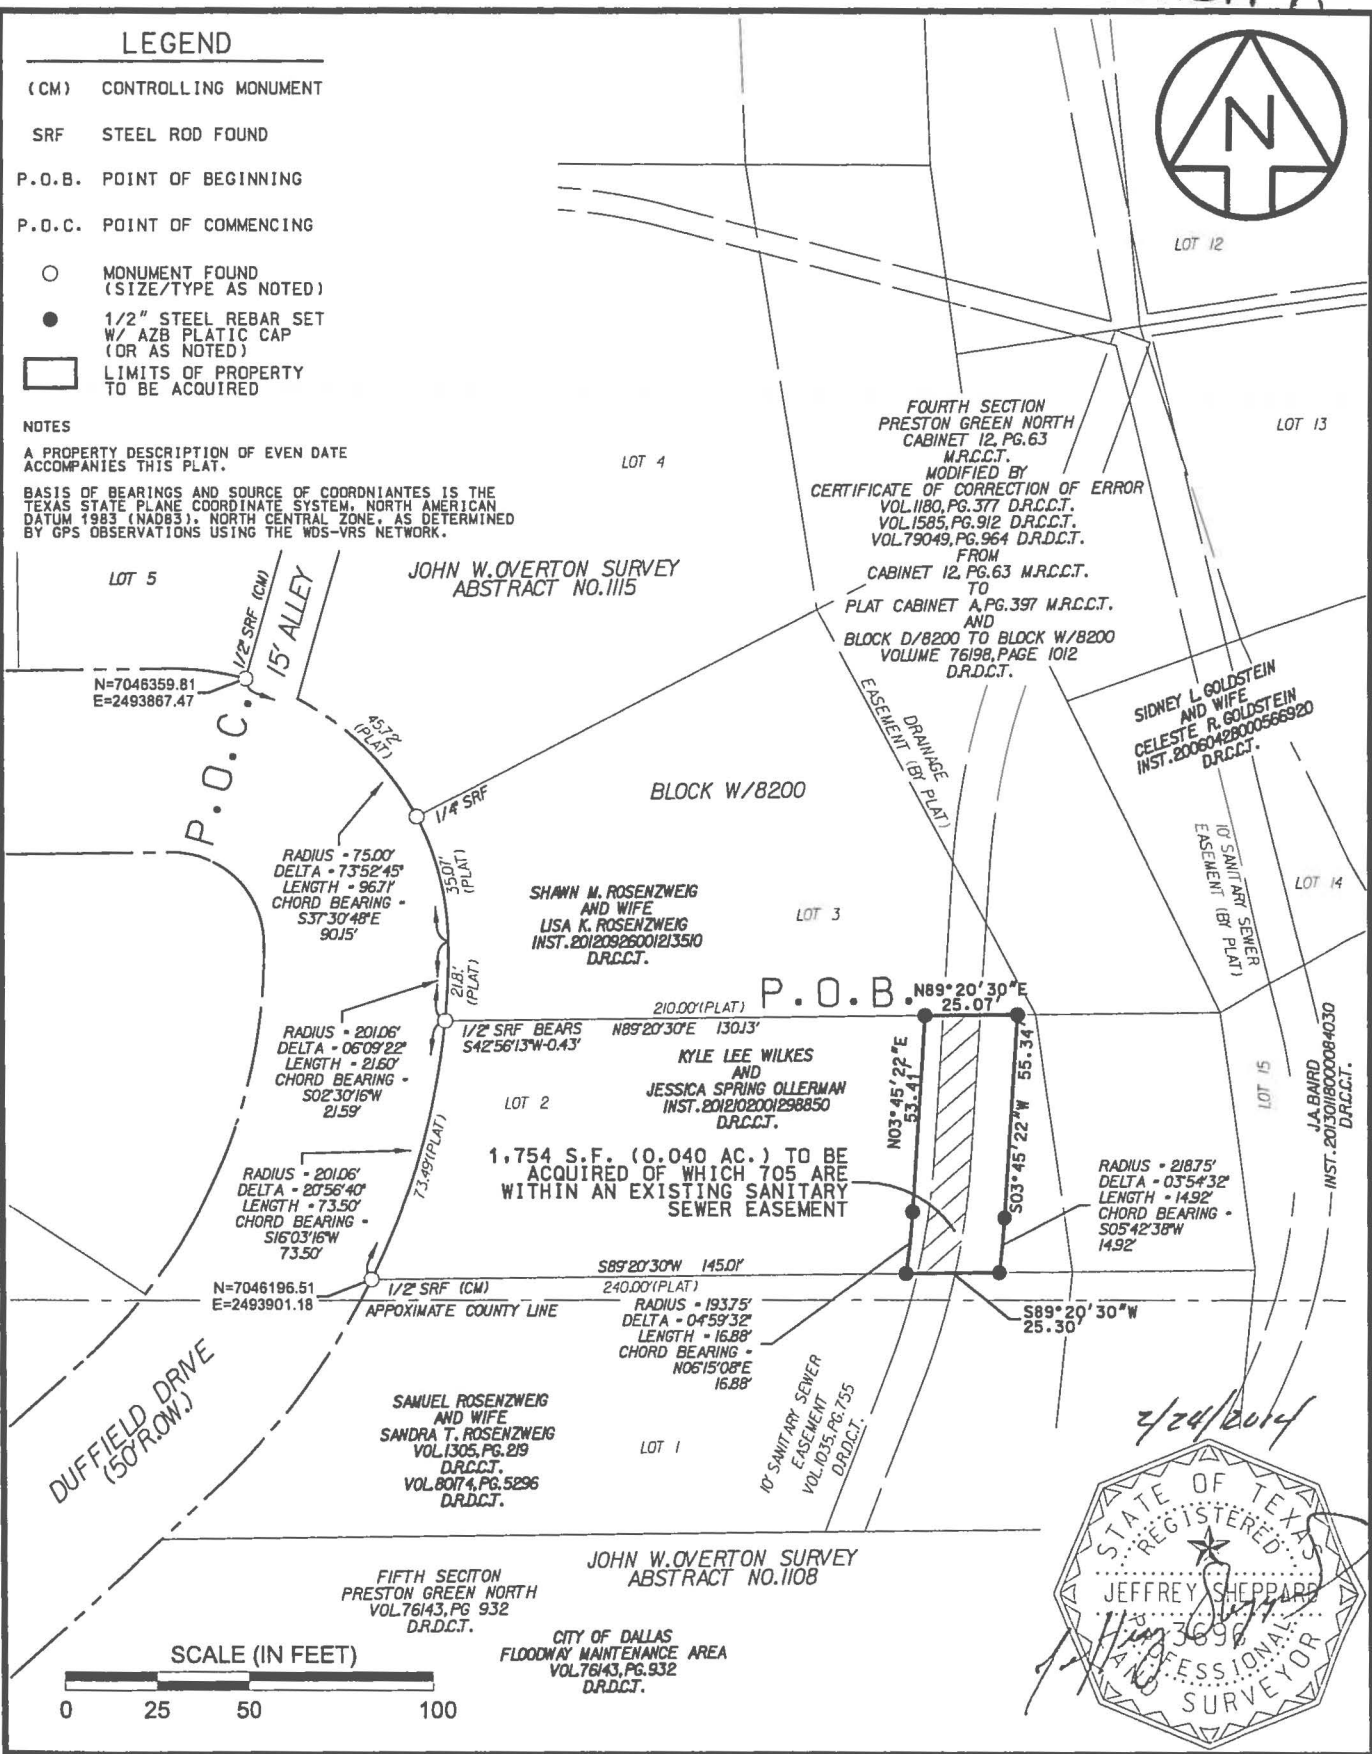 LEGEND
(CM) CONTROLLING MONUMENT
SRF STEEL ROD FOUND
P.O.B. POINT OF BEGINNING
P.O.C. POINT OF COMMENCING
MONUMENT FOUND
(SIZE/TYPE AS NOTED)
1/2" STEEL REBAR SET
W/ AZB PLATIC CAP
(OR AS NOTED)
LIMITS OF PROPERTY
TO BE ACQUIRED
NOTES
A PROPERTY DESCRIPTION OF EVEN DATE
ACCOMPANIES THIS PLAT.
BASIS OF BEARINGS AND SOURCE OF COORDNIANTES IS THE
TEXAS STATE PLANE COORDINATE SYSTEM, NORTH AMERICAN
DATUM 1983 (NAD83), NORTH CENTRAL ZONE, AS DETERMINED
BY GPS OBSERVATIONS USING THE WDS-VRS NETWORK.
N
LOT 12
LOT 13
LOT 4
FOURTH SECTION
PRESTON GREEN NORTH
CABINET 12, PG.63
M.R.C.C.T.
MODIFIED BY
CERTIFICATE OF CORRECTION OF ERROR
VOL.1180, PG.377 D.R.C.C.T.
VOL.1585, PG.912 D.R.C.C.T.
VOL.79049, PG.964 D.R.D.C.T.
FROM
CABINET 12, PG.63 M.R.C.C.T.
TO
PLAT CABINET A, PG.397 M.R.C.C.T.
AND
BLOCK D/8200 TO BLOCK W/8200
VOLUME 76198, PAGE 1012
D.R.D.C.T.
LOT 5
1/2" SRF (CM)
15' ALLEY
JOHN W. OVERTON SURVEY
ABSTRACT NO. 1115
N=7046359.81
E=2493867.47
P.O.C.
45.72'
(PLAT)
1/4" SRF
BLOCK W/8200
DRAINAGE
EASEMENT (BY PLAT)
SIDNEY L. GOLDSTEIN
AND WIFE
CELESTE R. GOLDSTEIN
INST.20060428000566920
D.R.C.C.T.
10' SANITARY SEWER
EASEMENT (BY PLAT)
LOT 14
RADIUS = 75.00'
DELTA = 73°52'45"
LENGTH = 96.71'
CHORD BEARING =
S37°30'48"E
90.15'
35.07'
(PLAT)
SHAWN M. ROSENZWEIG
AND WIFE
LISA K. ROSENZWEIG
INST.20120926001213510
D.R.C.C.T.
LOT 3
21.8'
(PLAT)
210.00'(PLAT)
P.O.B.
N89°20'30"E
25.07'
RADIUS = 201.06'
DELTA = 06°09'22"
LENGTH = 21.60'
CHORD BEARING =
S02°30'16"W
21.59'
1/2" SRF BEARS
S42°56'13"W-0.43'
N89°20'30"E 130.13'
KYLE LEE WILKES
AND
JESSICA SPRING OLLERMAN
INST.2012102001298850
D.R.C.C.T.
LOT 2
N03°45'22"E
53.41'
S03°45'22"W 55.34'
LOT 15
J.A. BAIRD
INST.20130118000084030
D.R.C.C.T.
73.49'(PLAT)
1,754 S.F. (0.040 AC.) TO BE
ACQUIRED OF WHICH 705 ARE
WITHIN AN EXISTING SANITARY
SEWER EASEMENT
RADIUS = 201.06'
DELTA = 20°56'40"
LENGTH = 73.50'
CHORD BEARING =
S16°03'16"W
73.50'
RADIUS = 218.75'
DELTA = 03°54'32"
LENGTH = 14.92'
CHORD BEARING =
S05°42'38"W
14.92'
N=7046196.51
E=2493901.18
1/2" SRF (CM)
S89°20'30"W 145.01'
240.00'(PLAT)
APPOXIMATE COUNTY LINE
RADIUS = 193.75'
DELTA = 04°59'32"
LENGTH = 16.88'
CHORD BEARING =
N06°15'08"E
16.88'
S89°20'30"W
25.30'
DUFFIELD DRIVE
(50' R.O.W.)
SAMUEL ROSENZWEIG
AND WIFE
SANDRA T. ROSENZWEIG
VOL.1305, PG.219
D.R.C.C.T.
VOL.80174, PG.5296
D.R.D.C.T.
LOT 1
10' SANITARY SEWER
EASEMENT
VOL.1035, PG.755
D.R.D.C.T.
2/24/2014
STATE OF TEXAS
REGISTERED
JEFFREY SHEPPARD
3696
PROFESSIONAL
LAND SURVEYOR
JOHN W. OVERTON SURVEY
ABSTRACT NO. 1108
FIFTH SECITON
PRESTON GREEN NORTH
VOL.76143, PG 932
D.R.D.C.T.
CITY OF DALLAS
FLOODWAY MAINTENANCE AREA
VOL.76143, PG.932
D.R.D.C.T.
SCALE (IN FEET)
0 25 50 100